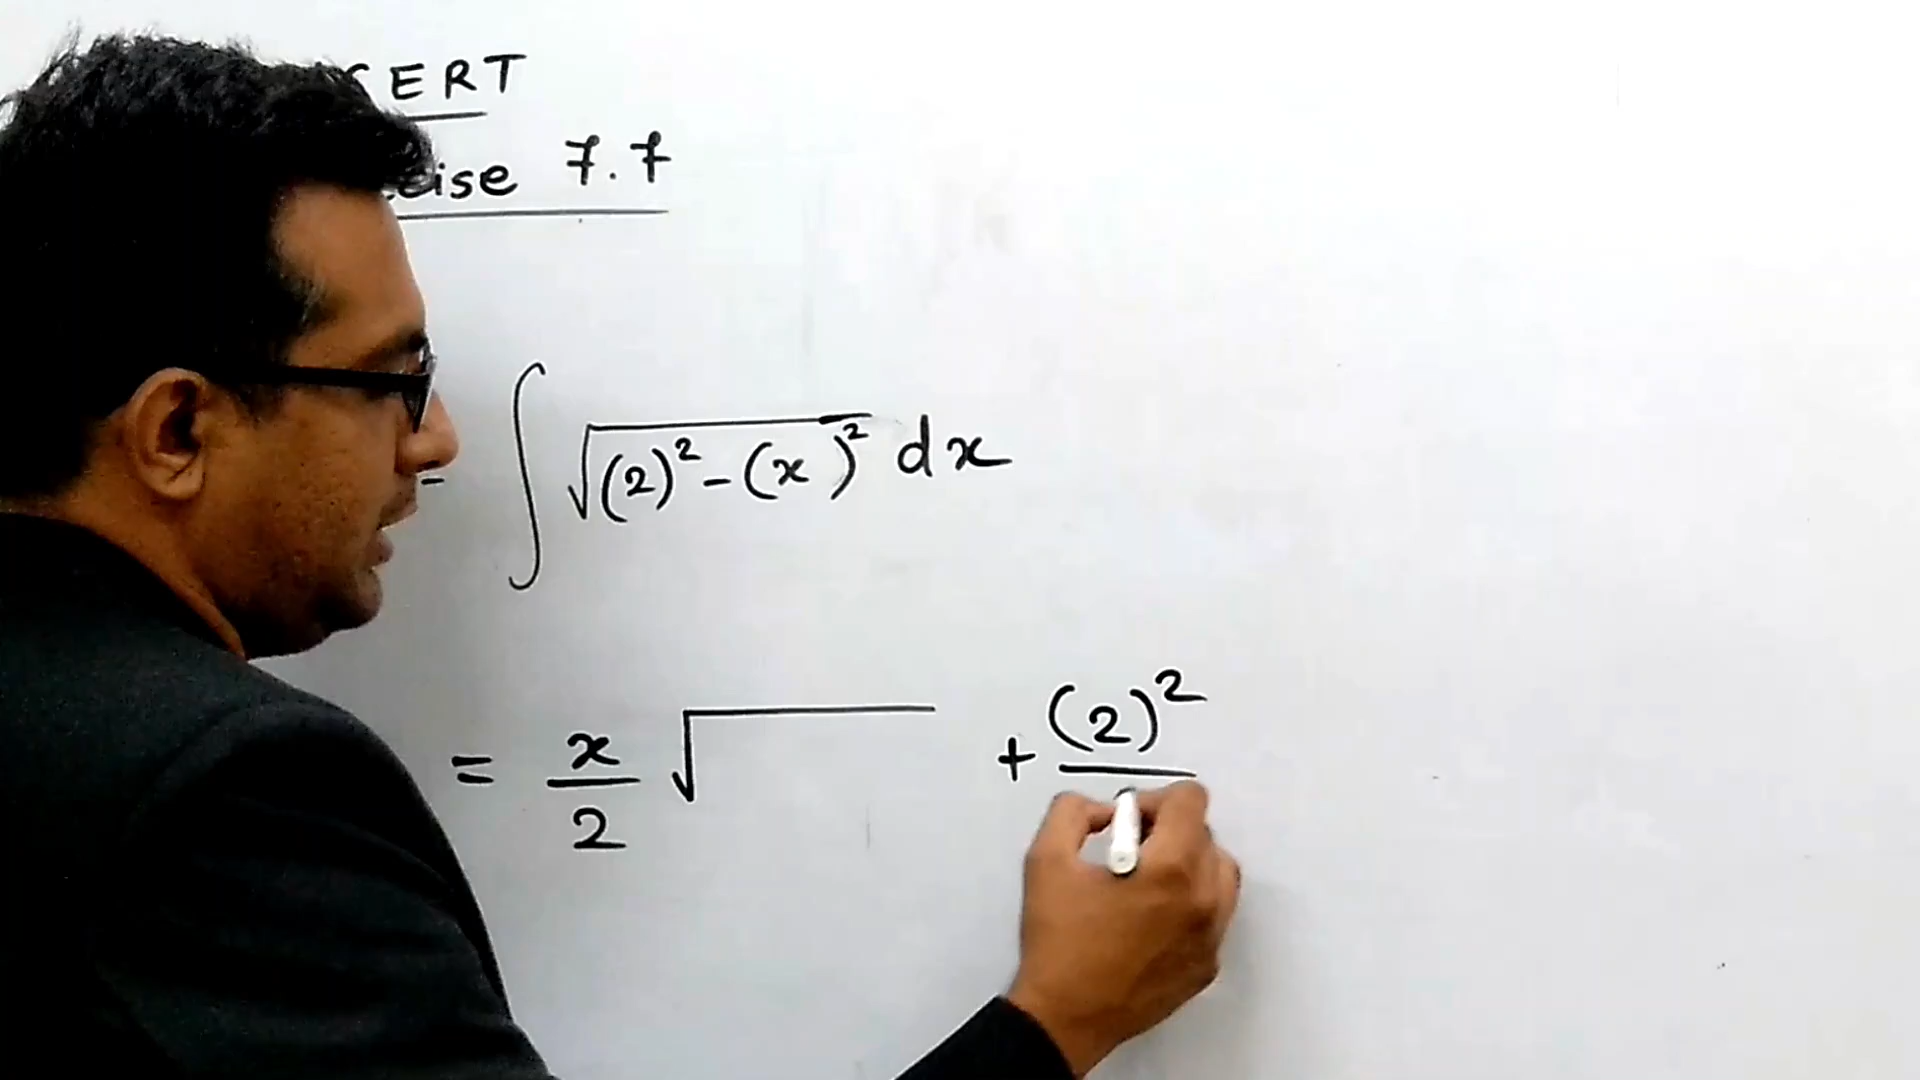 CERT
cise 7.7
= ∫ √((2)² - (x)²) dx
= x/2 √ + (2)²